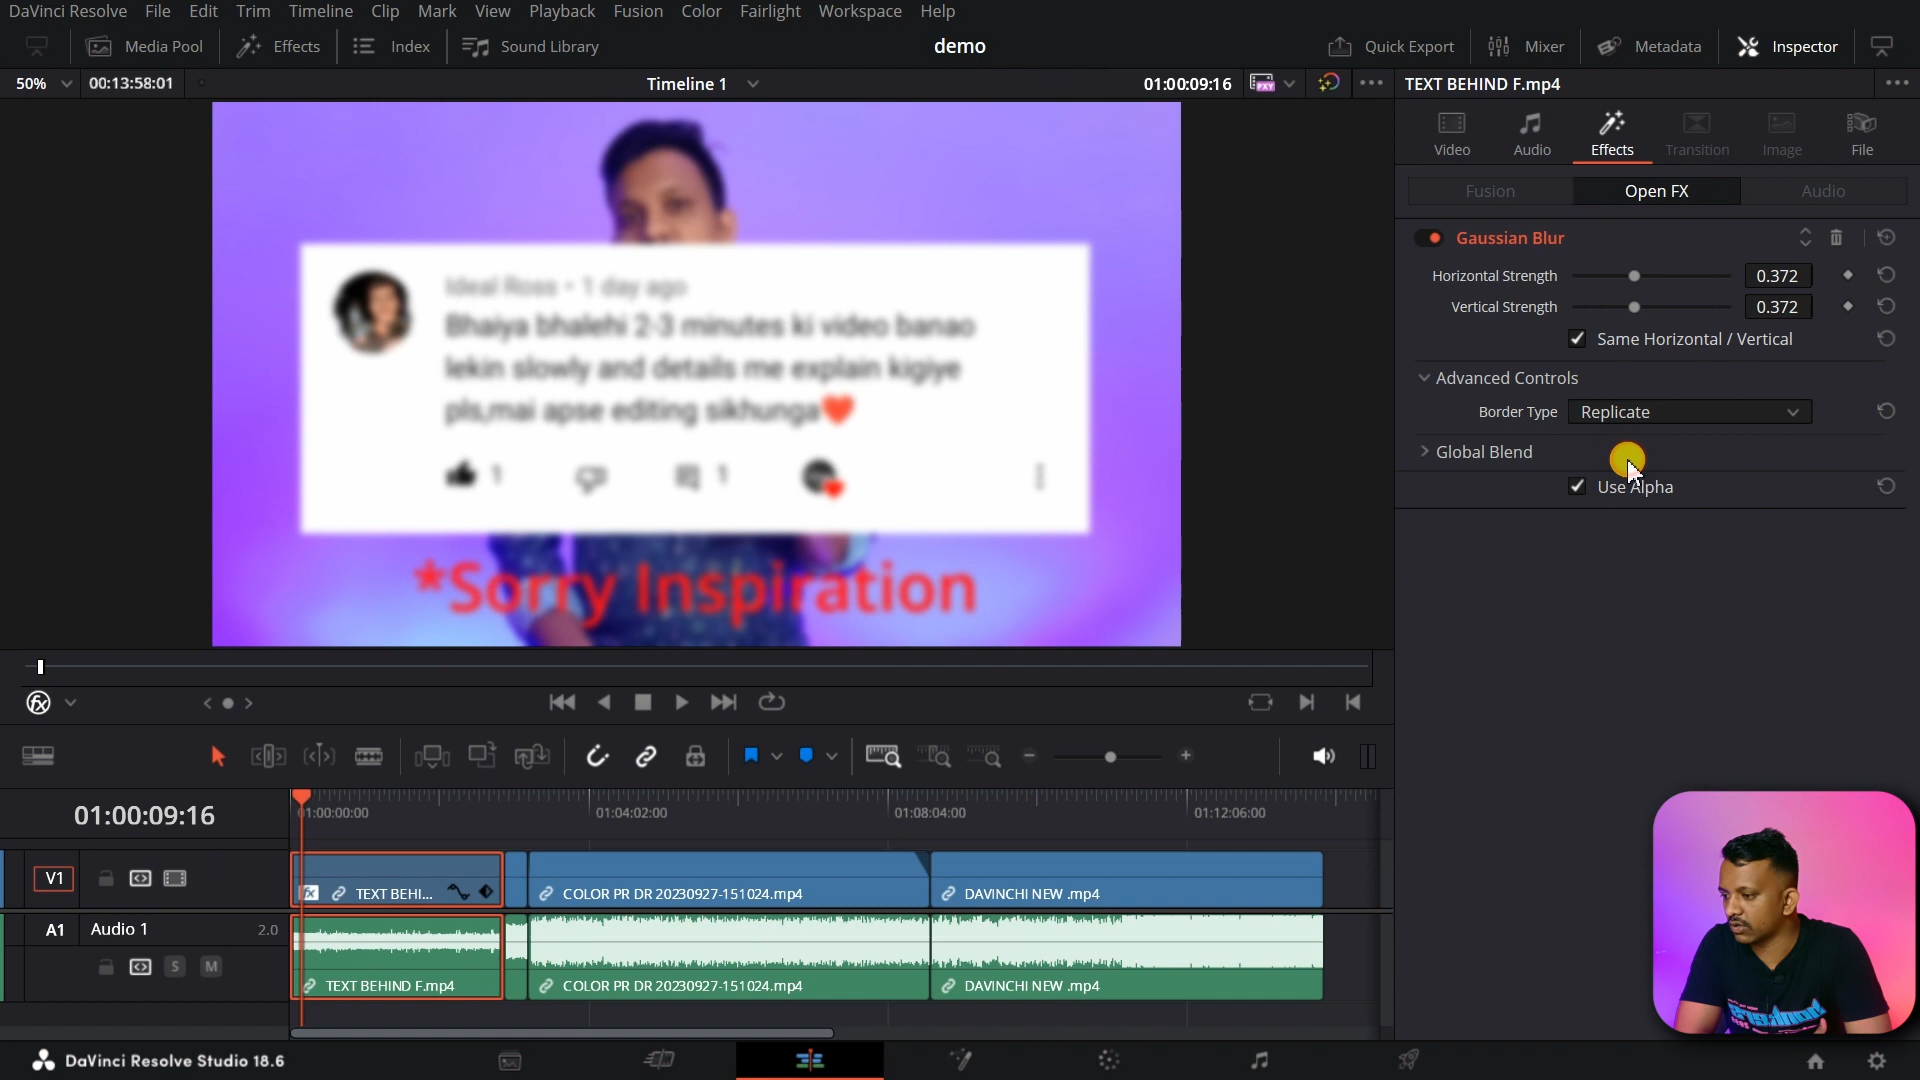 DaVinci Resolve File Edit Trim Timeline Clip Mark View Playback Fusion Color Fairlight Workspace Help
Media Pool Effects Index Sound Library demo Quick Export Mixer Metadata Inspector
50% 00:13:58:01 Timeline 1 01:00:09:16 TEXT BEHIND F.mp4
Video Audio Effects Transition Image File
Fusion Open FX Audio
Gaussian Blur
Horizontal Strength 0.372
Vertical Strength 0.372
Same Horizontal / Vertical
Advanced Controls
Border Type Replicate
Global Blend
Use Alpha
Ideal Ross • 1 day ago
Bhaiya bhalehi 2-3 minutes ki video banao
lekin slowly and details me explain kigiye
pls,mai apse editing sikhunga
1 1
*Sorry Inspiration
01:00:09:16 01:00:00:00 01:04:02:00 01:08:04:00 01:12:06:00
V1 fx TEXT BEHI... COLOR PR DR 20230927-151024.mp4 DAVINCHI NEW .mp4
A1 Audio 1 2.0
S M
TEXT BEHIND F.mp4 COLOR PR DR 20230927-151024.mp4 DAVINCHI NEW .mp4
DaVinci Resolve Studio 18.6